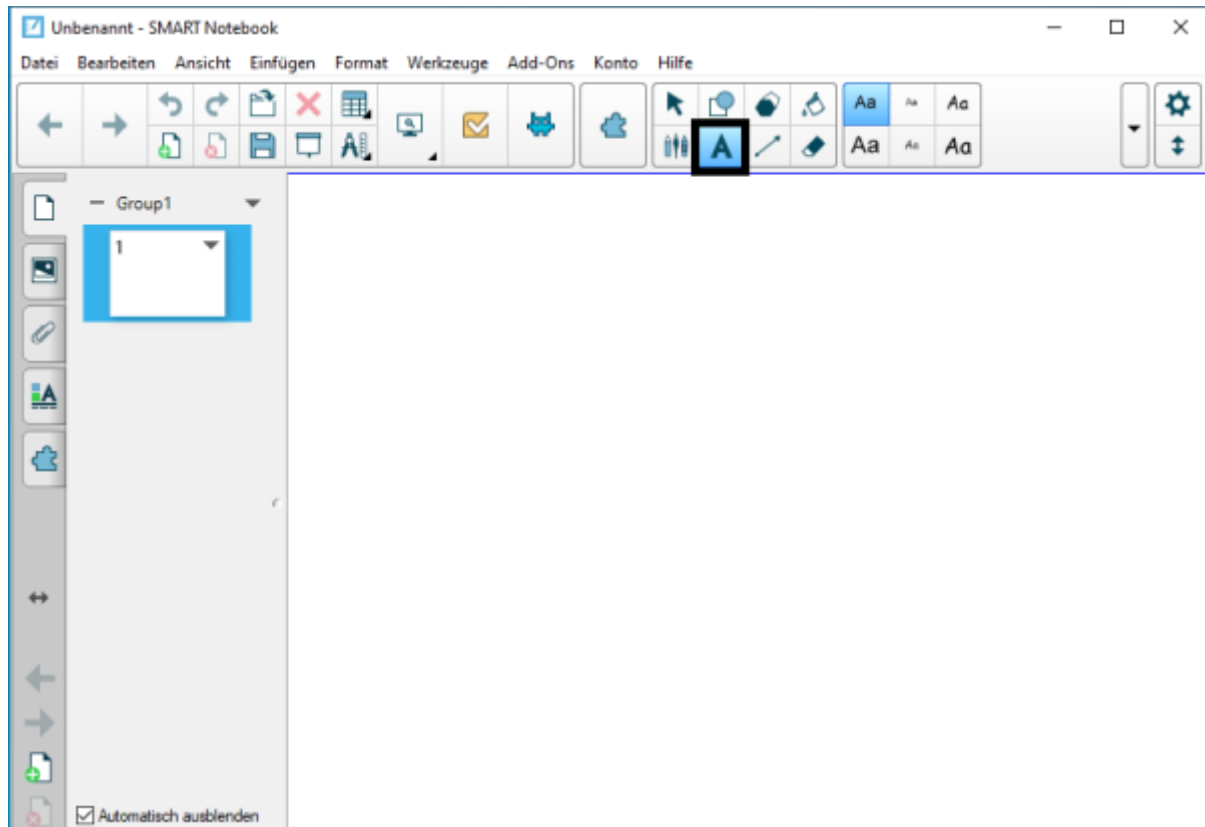 Unbenannt - SMART Notebook
Datei Bearbeiten Ansicht Einfügen Format Werkzeuge Add-Ons Konto Hilfe
Aa Aa Aa
A Aa Aa Aa
Group1
1
A
Automatisch ausblenden